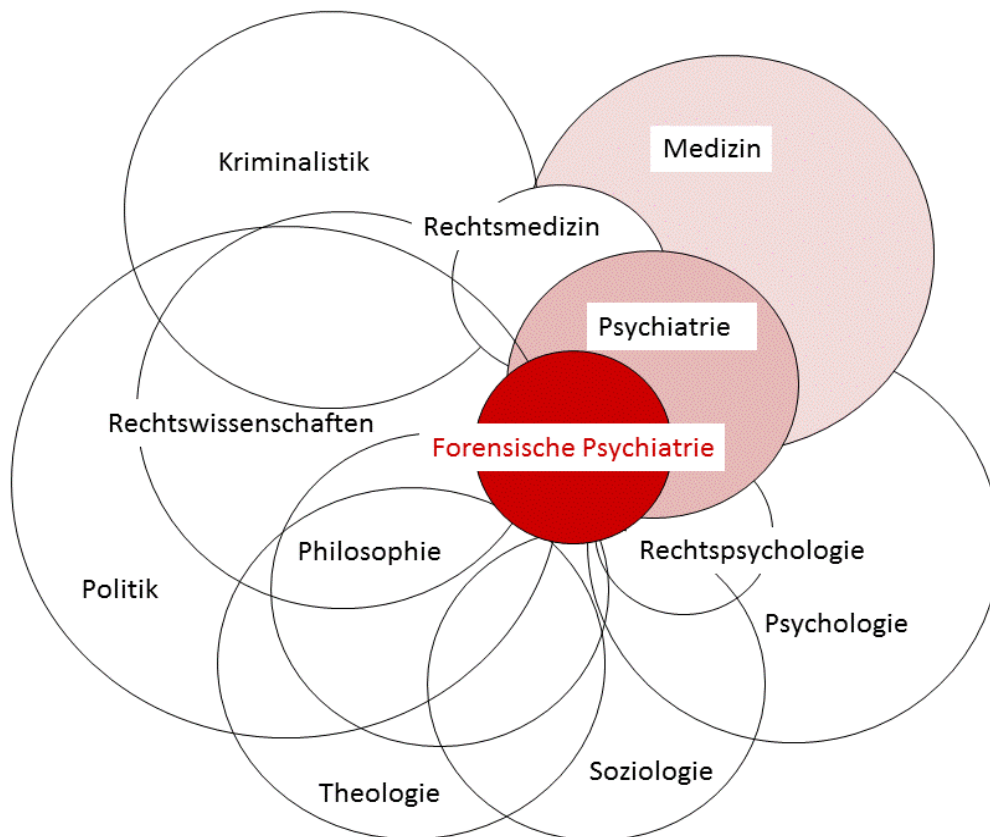 Medizin
Kriminalistik
Rechtsmedizin
Psychiatrie
Rechtswissenschaften
Forensische Psychiatrie
Philosophie
Rechtspsychologie
Politik
Psychologie
Soziologie
Theologie